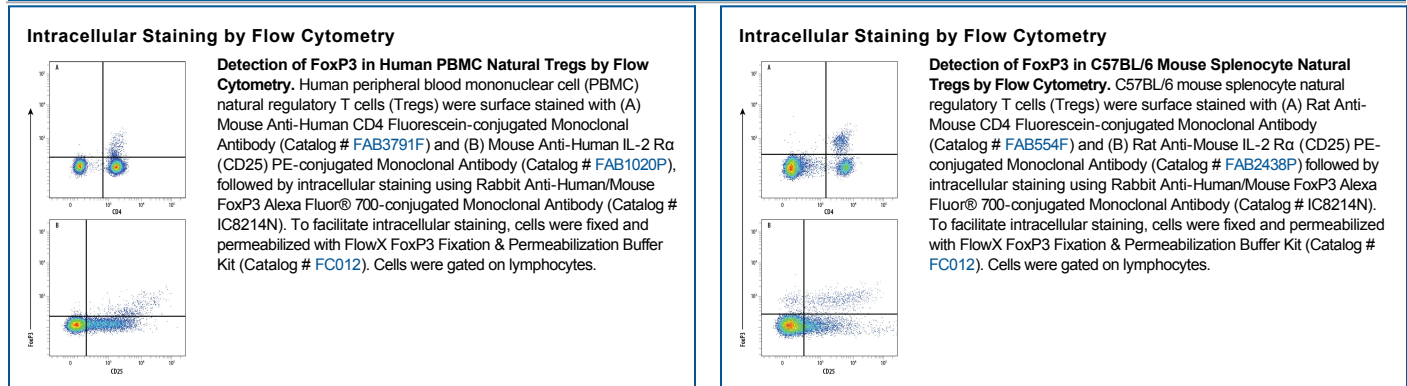 Intracellular Staining by Flow Cytometry
Detection of FoxP3 in Human PBMC Natural Tregs by Flow
Cytometry. Human peripheral blood mononuclear cell (PBMC)
natural regulatory T cells (Tregs) were surface stained with (A)
Mouse Anti-Human CD4 Fluorescein-conjugated Monoclonal
Antibody (Catalog # FAB3791F) and (B) Mouse Anti-Human IL-2 Rα
(CD25) PE-conjugated Monoclonal Antibody (Catalog # FAB1020P),
followed by intracellular staining using Rabbit Anti-Human/Mouse
FoxP3 Alexa Fluor® 700-conjugated Monoclonal Antibody (Catalog #
IC8214N). To facilitate intracellular staining, cells were fixed and
permeabilized with FlowX FoxP3 Fixation & Permeabilization Buffer
Kit (Catalog # FC012). Cells were gated on lymphocytes.
A
CD4
B
FoxP3
CD25
Intracellular Staining by Flow Cytometry
Detection of FoxP3 in C57BL/6 Mouse Splenocyte Natural
Tregs by Flow Cytometry. C57BL/6 mouse splenocyte natural
regulatory T cells (Tregs) were surface stained with (A) Rat Anti-
Mouse CD4 Fluorescein-conjugated Monoclonal Antibody
(Catalog # FAB554F) and (B) Rat Anti-Mouse IL-2 Rα (CD25) PE-
conjugated Monoclonal Antibody (Catalog # FAB2438P) followed by
intracellular staining using Rabbit Anti-Human/Mouse FoxP3 Alexa
Fluor® 700-conjugated Monoclonal Antibody (Catalog # IC8214N).
To facilitate intracellular staining, cells were fixed and permeabilized
with FlowX FoxP3 Fixation & Permeabilization Buffer Kit (Catalog #
FC012). Cells were gated on lymphocytes.
A
CD4
B
FoxP3
CD25